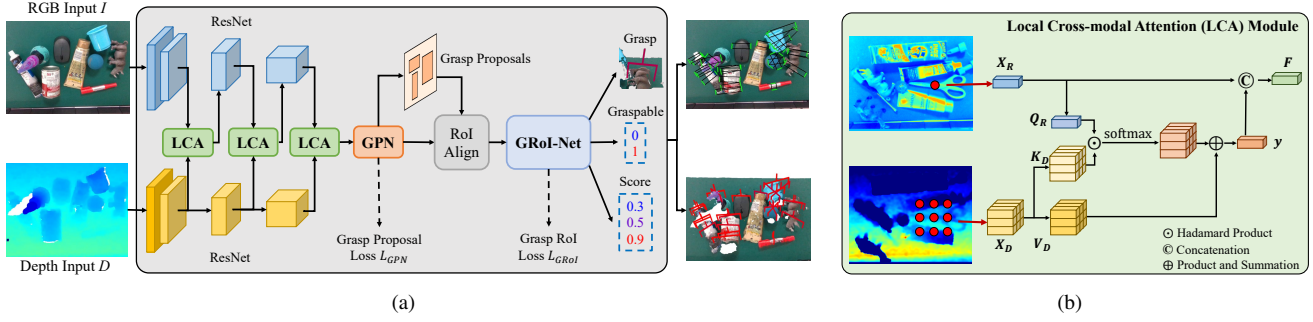 RGB Input I
ResNet
LCA
LCA
LCA
ResNet
Depth Input D
GPN
Grasp Proposals
RoI
Align
GRoI-Net
Grasp Proposal
Loss L_GPN
Grasp RoI
Loss L_GRoI
Grasp
Graspable
0
1
Score
0.3
0.5
0.9
(a)
Local Cross-modal Attention (LCA) Module
X_R
F
Q_R
softmax
K_D
y
X_D
V_D
⊙ Hadamard Product
© Concatenation
⊕ Product and Summation
(b)